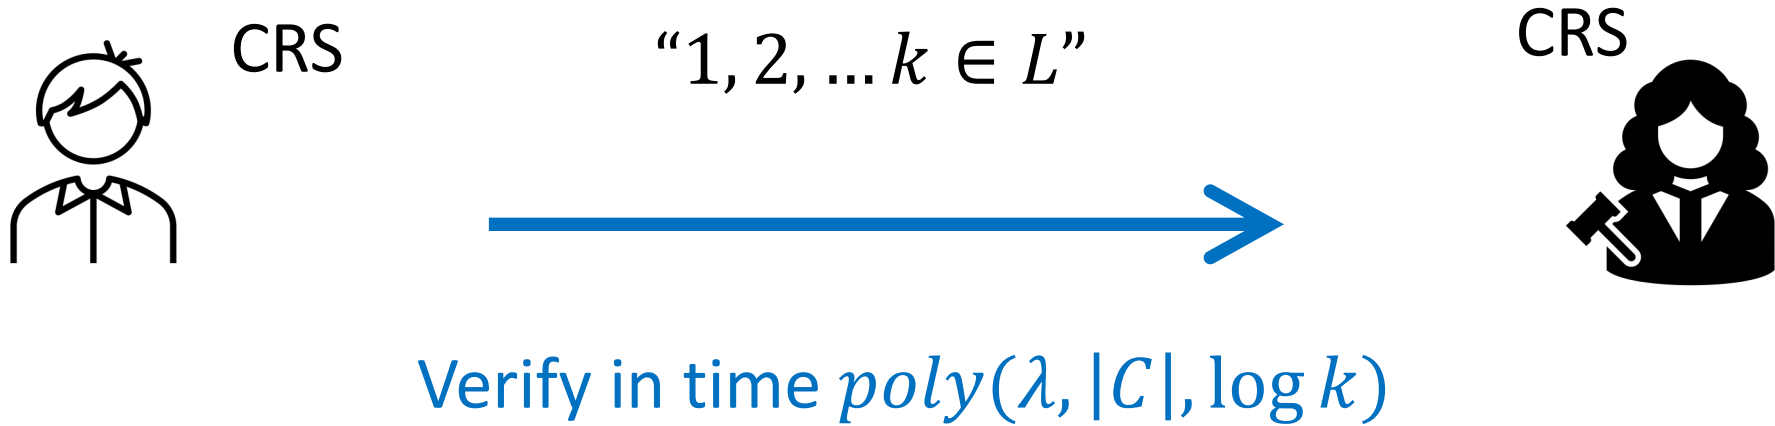 CRS
“1, 2, … k ∈ L”
CRS
Verify in time poly(λ, |C|, log k)